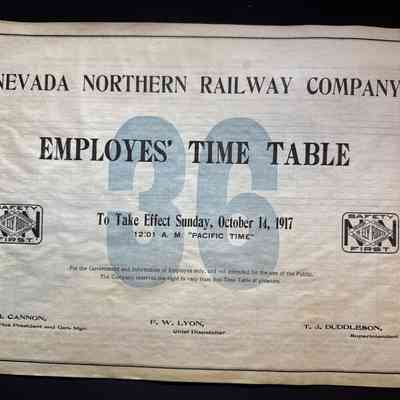 NEVADA NORTHERN RAILWAY COMPANY
36
EMPLOYES' TIME TABLE
To Take Effect Sunday, October 14, 1917
12:01 A. M. "PACIFIC TIME"
SAFETY FIRST
SAFETY FIRST
For the Government and Information of Employes only, and not intended for the use of the Public.
The Company reserves the right to vary from this Time Table at pleasure.
CANNON,
President and Gen. Mgr.
F. W. LYON,
Chief Dispatcher
T. J. DUDDLESON,
Superintendent